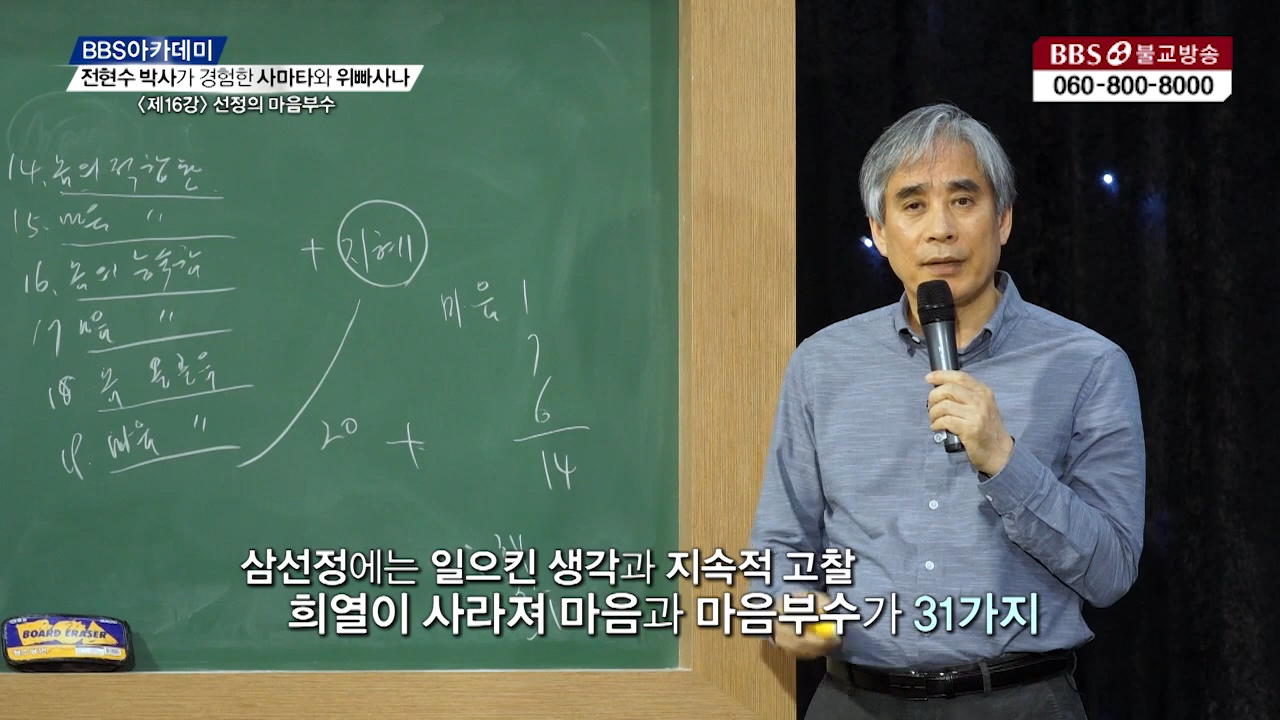 BBS아카데미
전현수 박사가 경험한 사마타와 위빠사나
〈제16강〉 선정의 마음부수
BBS 불교방송
060-800-8000
14. 몸의 적합함
15. 마음 〃
16. 몸의 능숙함
17 마음 〃
18 몸 올곧음
19. 마음 〃
+ 지혜
20 +
마음 1
7
6
14
BOARD ERASER
삼선정에는 일으킨 생각과 지속적 고찰
희열이 사라져 마음과 마음부수가 31가지